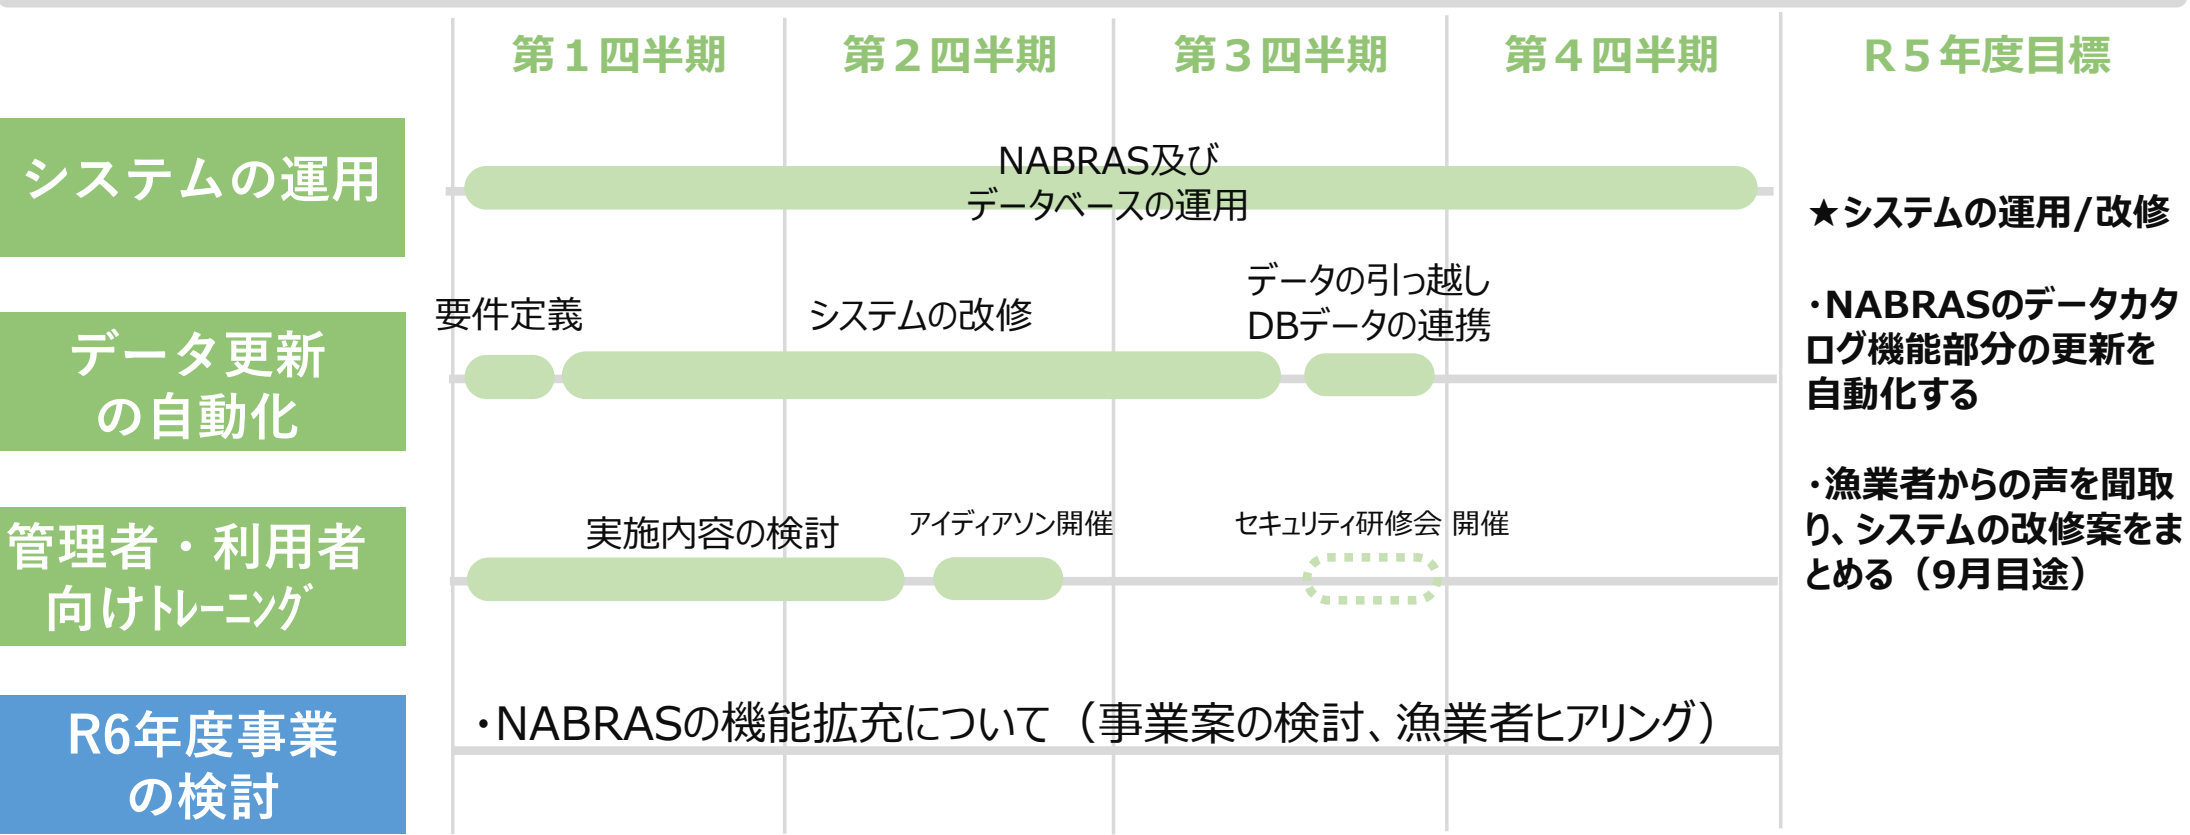 第１四半期
第２四半期
第３四半期
第４四半期
Ｒ５年度目標
システムの運用
NABRAS及び
データベースの運用
データ更新
の自動化
要件定義
システムの改修
データの引っ越し
DBデータの連携
管理者・利用者
向けﾄﾚｰﾆﾝｸﾞ
実施内容の検討
アイディアソン開催
セキュリティ研修会 開催
R6年度事業
の検討
・NABRASの機能拡充について（事業案の検討、漁業者ヒアリング）
★システムの運用/改修
・NABRASのデータカタ
ログ機能部分の更新を
自動化する
・漁業者からの声を聞取
り、システムの改修案をま
とめる（9月目途）